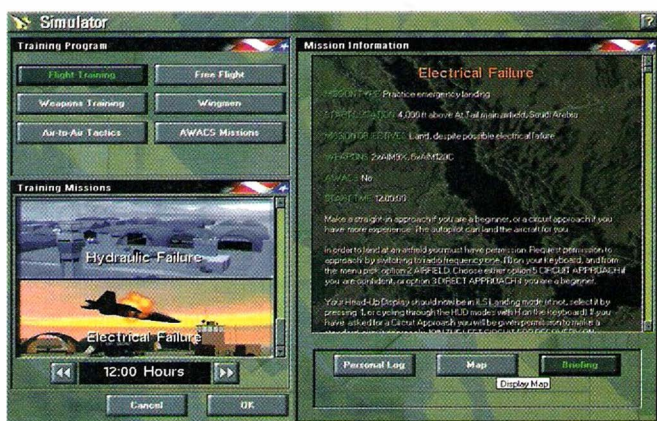 Simulator
?
Training Program
Flight Training
Free Flight
Weapons Training
Wingmen
Air-to-Air Tactics
AWACS Missions
Training Missions
Hydraulic Failure
Electrical Failure
12:00 Hours
Cancel
OK
Mission Information
Electrical Failure
MISSION TYPE: Practice emergency landing
START LOCATION: 4,000 ft above At Taif main airfield, Saudi Arabia
MISSION OBJECTIVES: Land, despite possible electrical failure
WEAPONS: 2xAIM9X, 6xAIM120C
AWACS: No
START TIME: 12:00:00
Make a straight-in approach if you are a beginner, or a circuit approach if you
have more experience. The autopilot can land the aircraft for you.
In order to land at an airfield you must have permission. Request permission to
approach by switching to radio frequency one, on your keyboard, and from
the menu pick option 2 AIRFIELD. Choose either option 5 CIRCUIT APPROACH if
you are confident, or option 3 DIRECT APPROACH if you are a beginner.
Your Head-Up Display should now be in ILS Landing mode (if not, select it by
pressing or cycling through the HUD modes with H on the keyboard). If you
have asked for a Circuit Approach you will be given permission to make a
Personal Log
Map
Briefing
Display Map